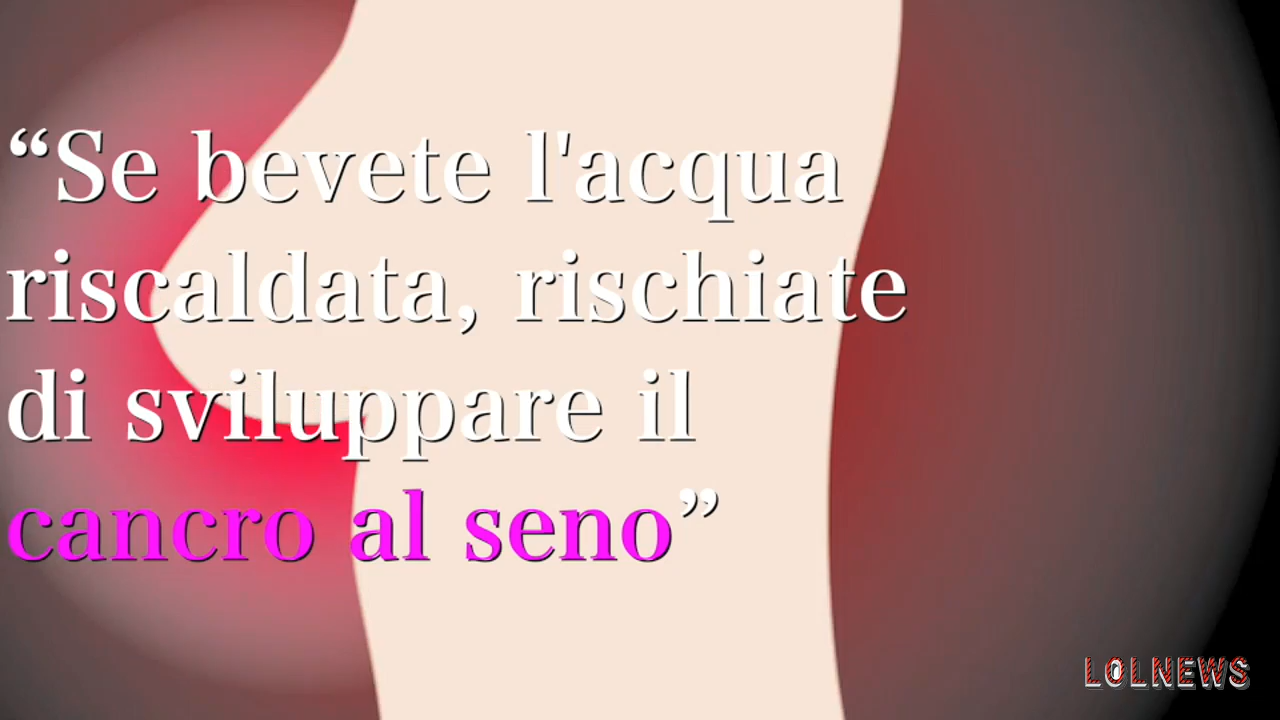 “Se bevete l'acqua
riscaldata, rischiate
di sviluppare il
cancro al seno”
LOLNEWS